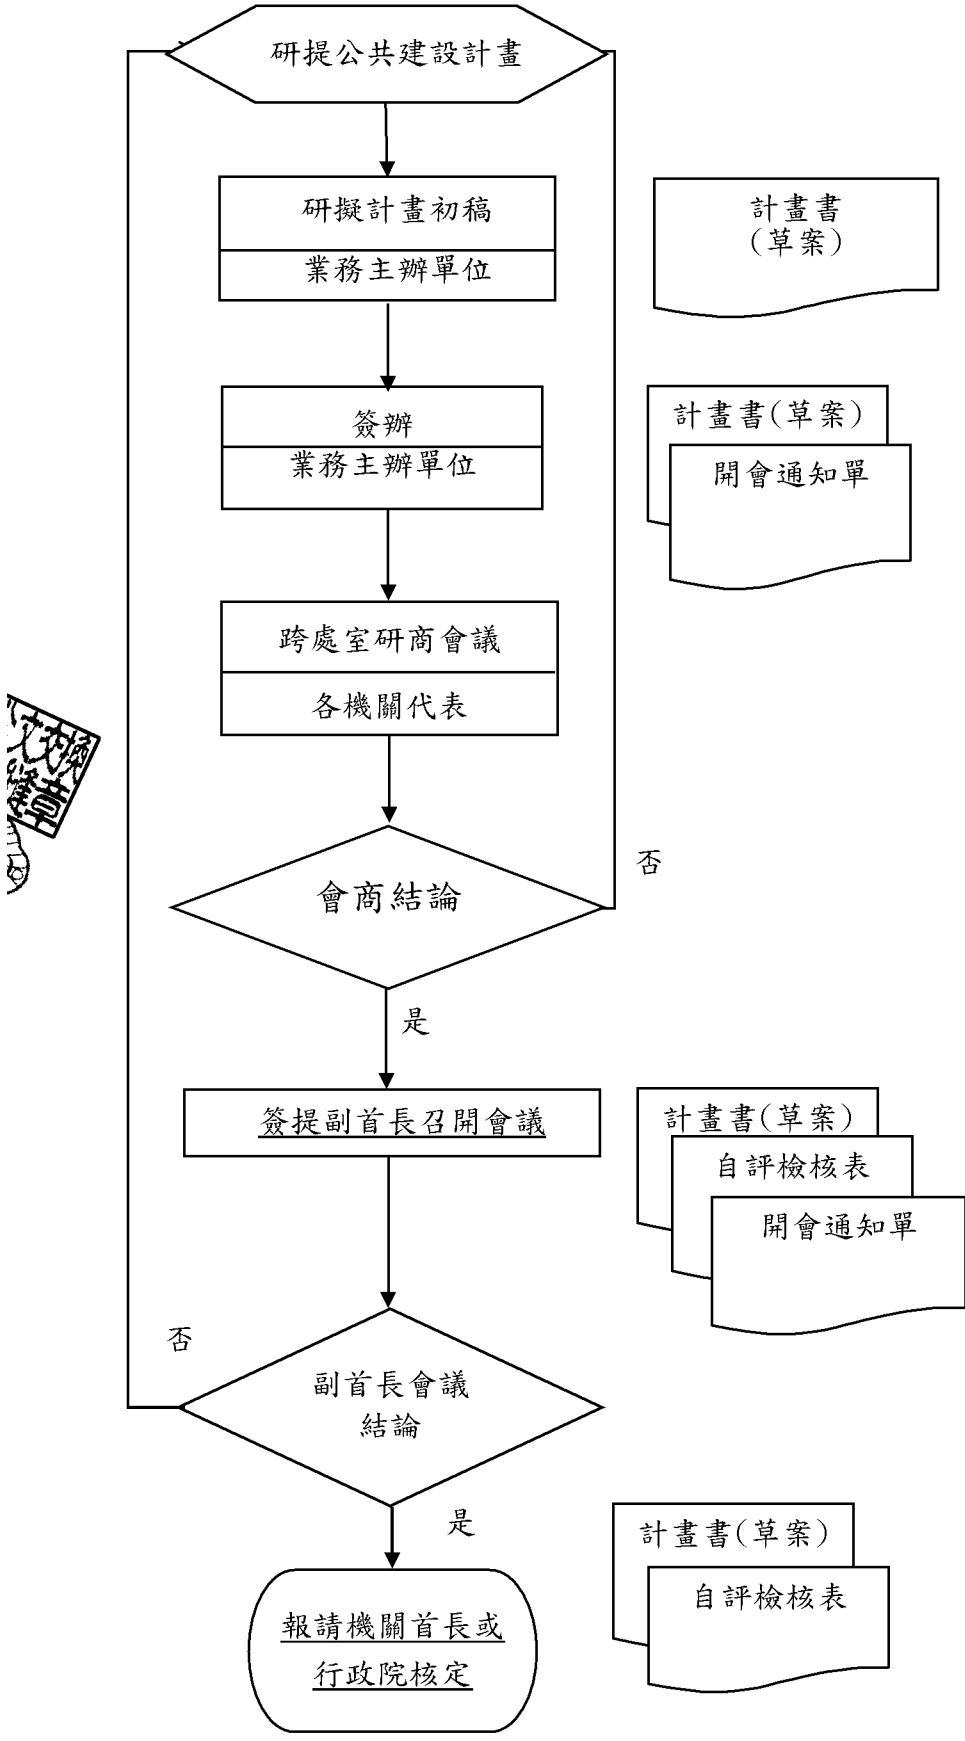 研提公共建設計畫
研擬計畫初稿
業務主辦單位
計畫書
(草案)
簽辦
業務主辦單位
計畫書(草案)
開會通知單
跨處室研商會議
各機關代表
文交換
縫章
會商結論
否
是
簽提副首長召開會議
計畫書(草案)
自評檢核表
開會通知單
否
副首長會議
結論
是
計畫書(草案)
自評檢核表
報請機關首長或
行政院核定